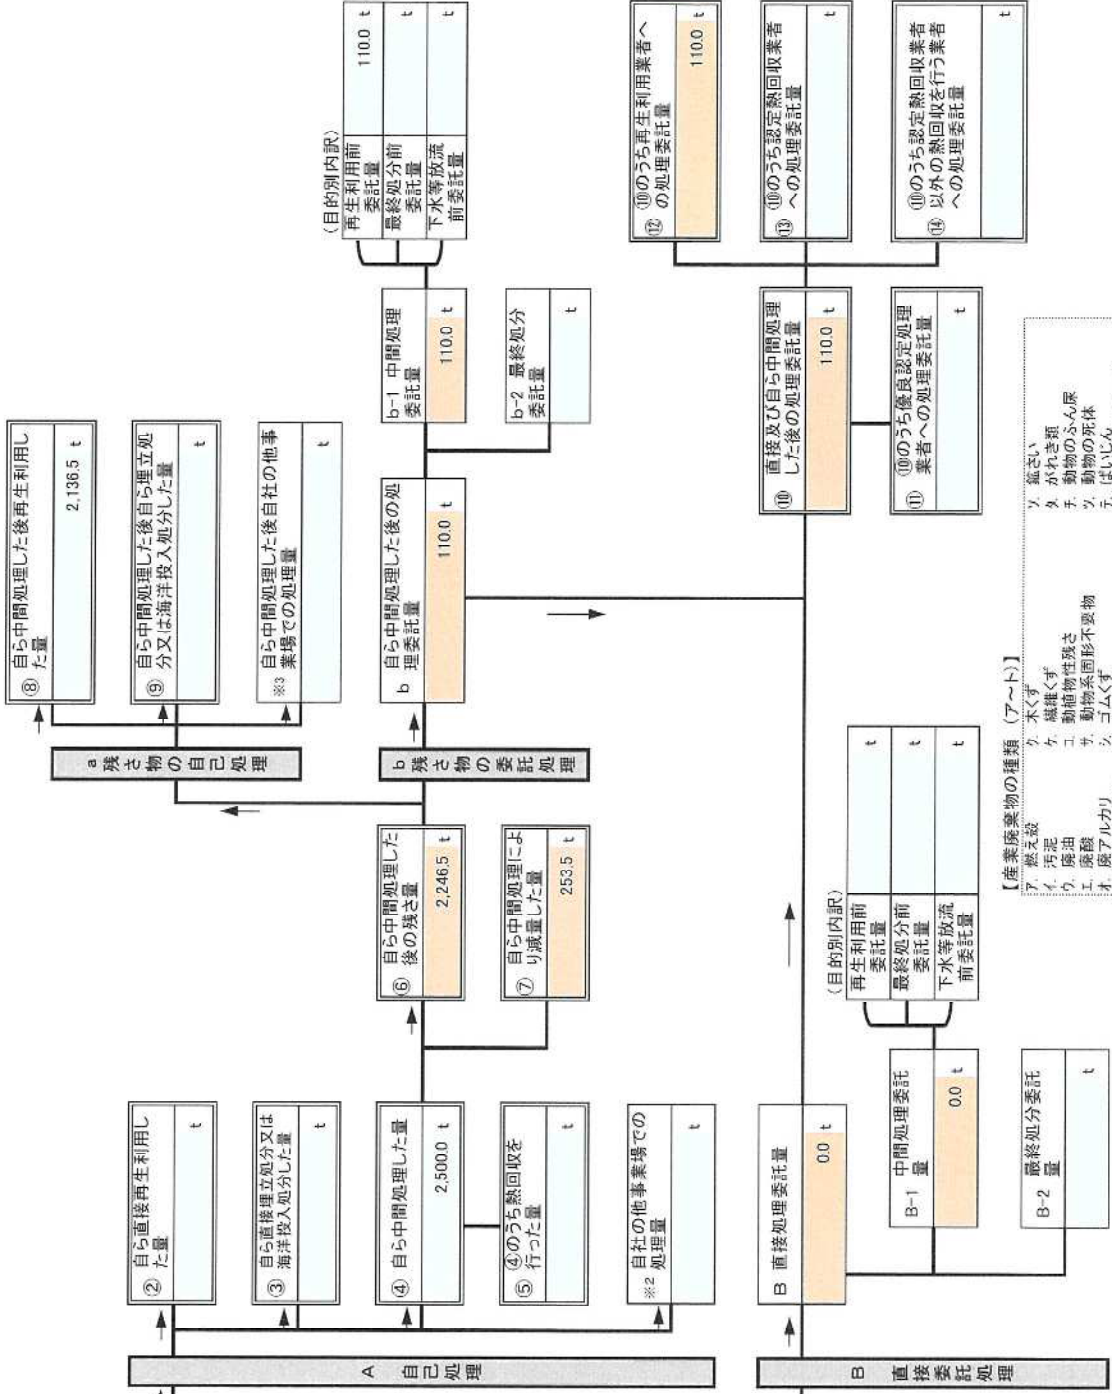 A 自己処理
② 自ら直接再生利用し
た量
t
③ 自ら直接埋立処分又は
海洋投入処分した量
t
④ 自ら中間処理した量
2,500.0 t
⑤ ④のうち熱回収を
行った量
t
※2 自社の他事業場での
処理量
t
⑥ 自ら中間処理した
後の残さ量
2,246.5 t
⑦ 自ら中間処理によ
り減量した量
253.5 t
a 残さ物の自己処理
⑧ 自ら中間処理した後再生利用し
た量
2,136.5 t
⑨ 自ら中間処理した後自ら埋立処
分又は海洋投入処分した量
t
※3 自ら中間処理した後自社の他事
業場での処理量
t
b 残さ物の委託処理
b 自ら中間処理した後の処
理委託量
110.0 t
b-1 中間処理
委託量
110.0 t
b-2 最終処分
委託量
t
(目的別内訳)
再生利用前
委託量
110.0 t
最終処分前
委託量
t
下水等放流
前委託量
t
B 直接委託処理
B 直接処理委託量
0.0 t
B-1 中間処理委託
量
0.0 t
B-2 最終処分委託
量
t
(目的別内訳)
再生利用前
委託量
t
最終処分前
委託量
t
下水等放流
前委託量
t
⑩ 直接及び自ら中間処理
した後の処理委託量
110.0 t
⑪ ⑩のうち優良認定処理
業者への処理委託量
t
⑫ ⑩のうち再生利用業者へ
の処理委託量
110.0 t
⑬ ⑩のうち認定熱回収業者
への処理委託量
t
⑭ ⑩のうち認定熱回収業者
以外の熱回収を行う業者
への処理委託量
t
【産業廃棄物の種類 (ア~ト)】
ア. 燃え殻
イ. 汚泥
ウ. 廃油
エ. 廃酸
オ. 廃アルカリ
ク. 木くず
ケ. 繊維くず
コ. 動植物性残さ
サ. 動物系固形不要物
シ. ゴムくず
ソ. 鉱さい
タ. がれき類
チ. 動物のふん尿
ツ. 動物の死体
テ. ばいじん